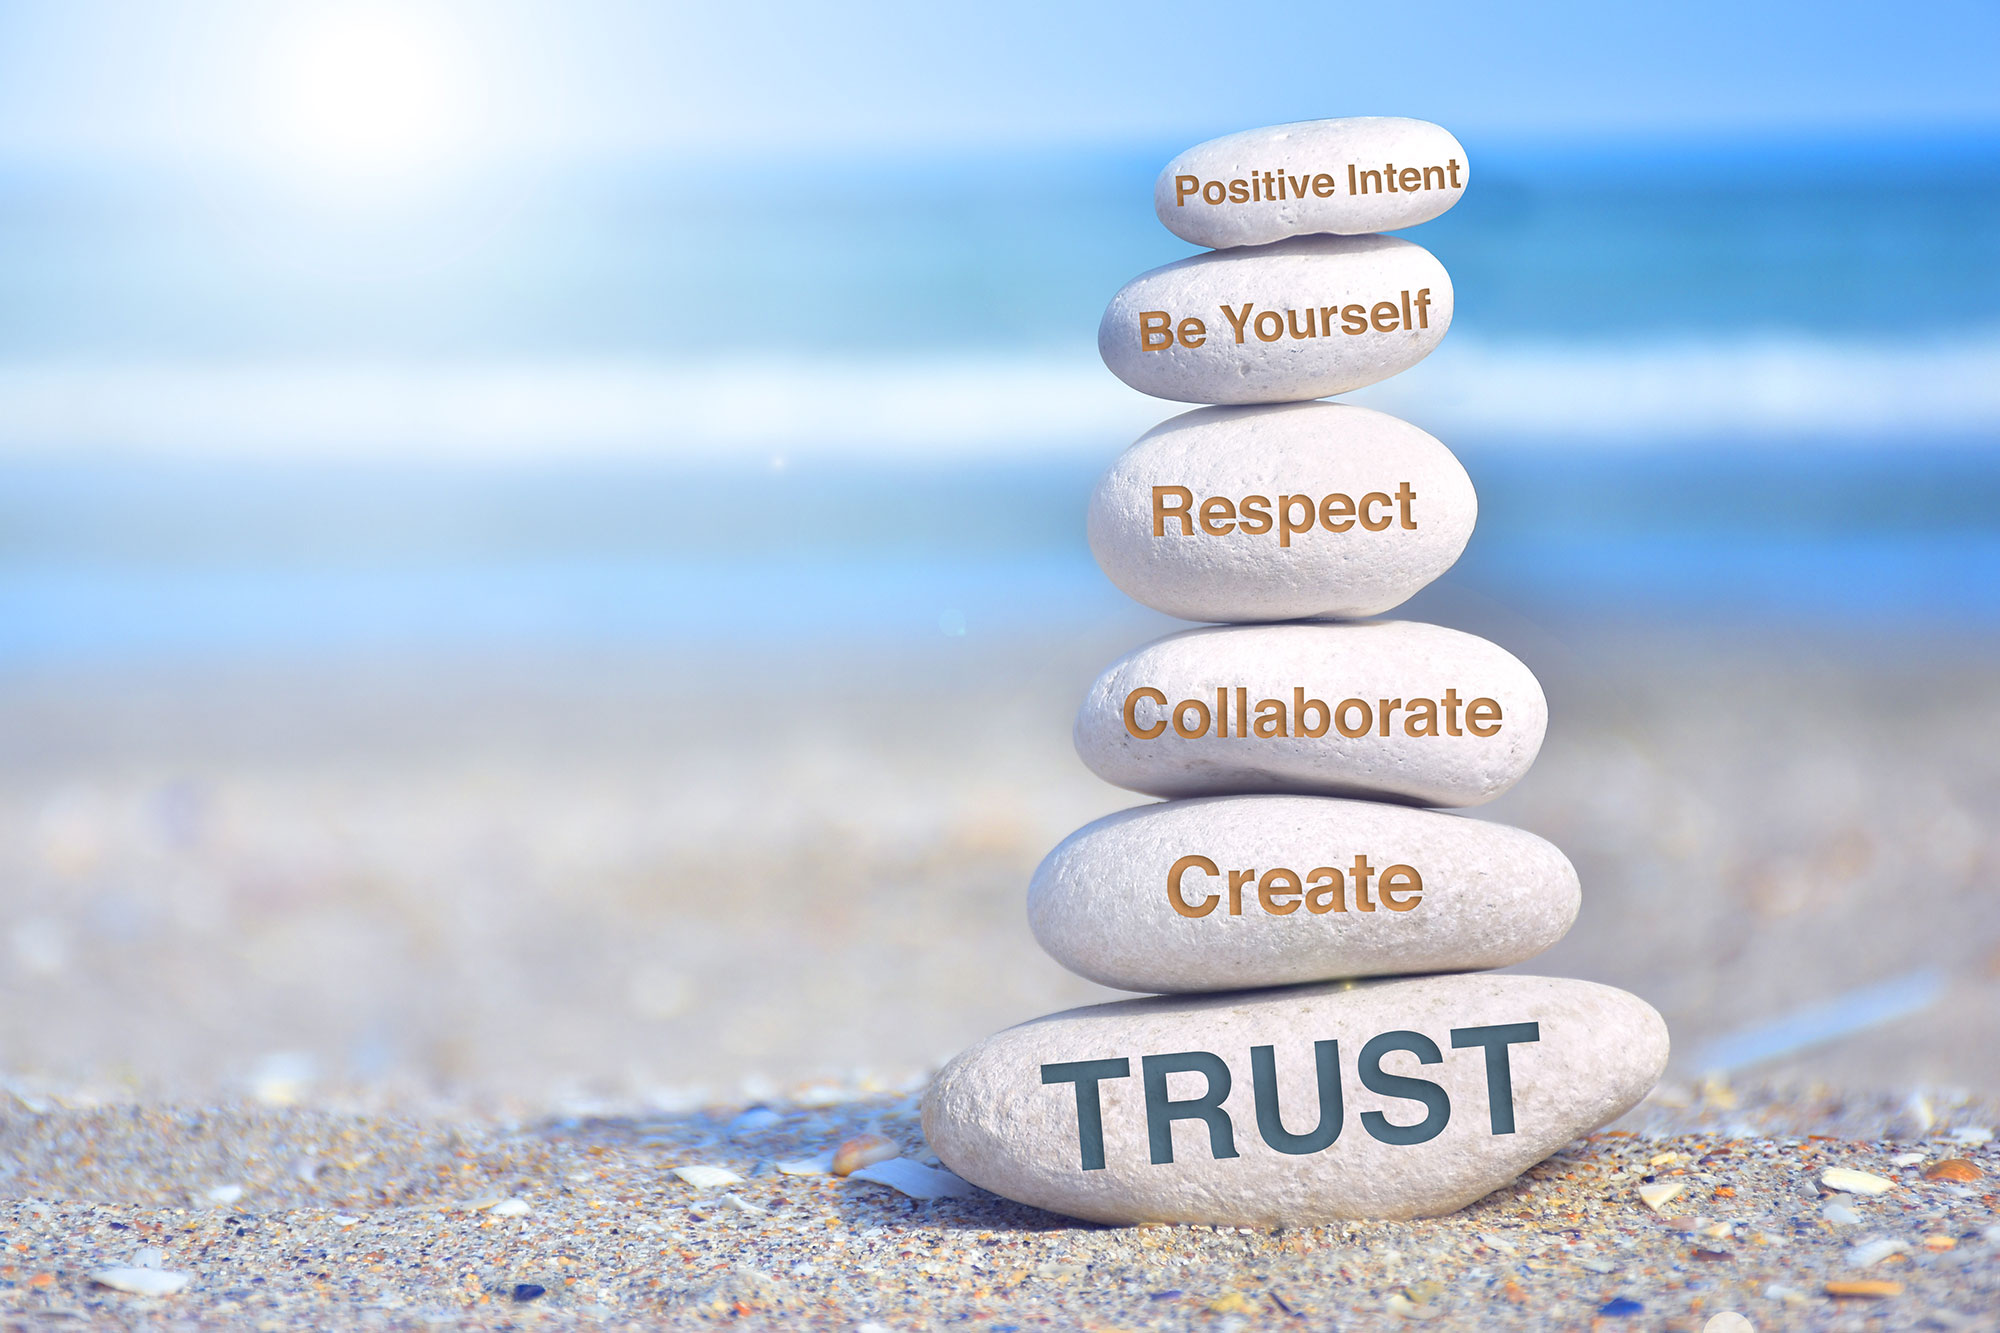 Positive Intent
Be Yourself
Respect
Collaborate
Create
TRUST